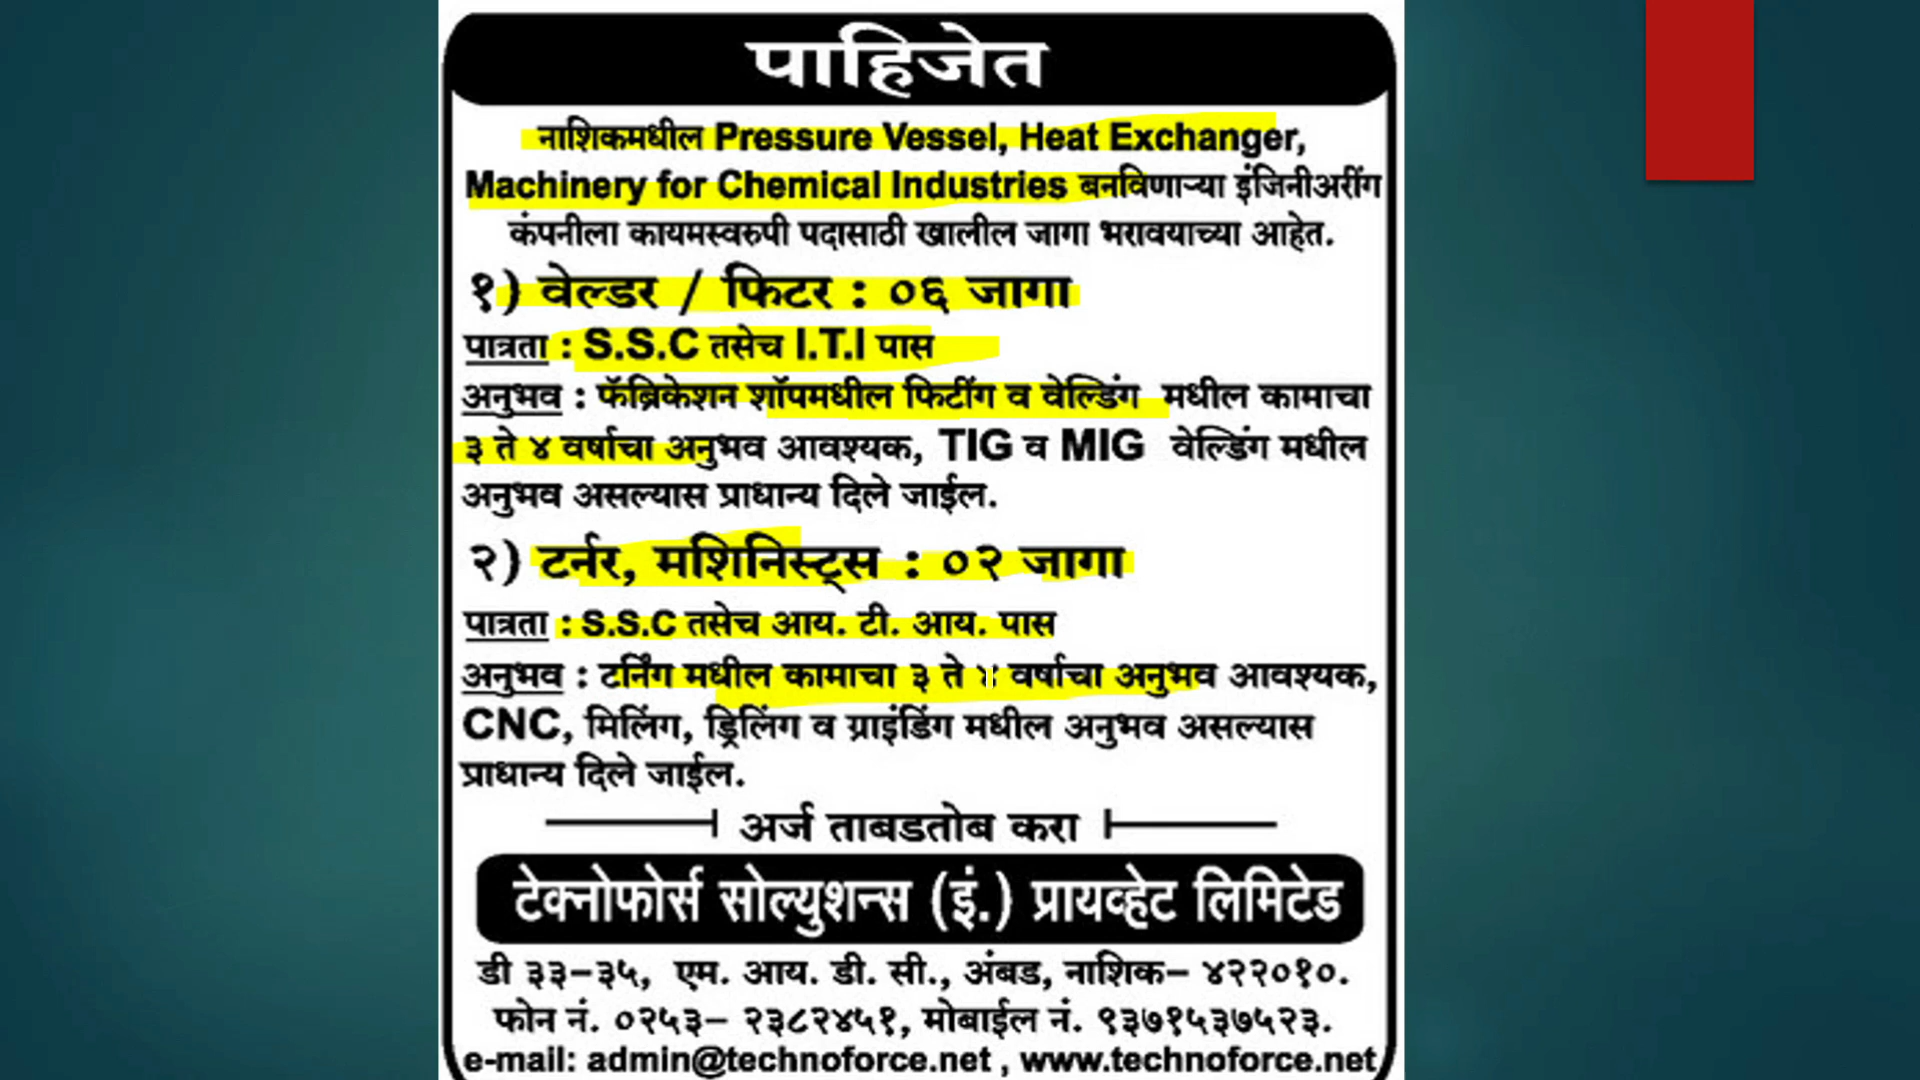 पाहिजेत
नाशिकमधील Pressure Vessel, Heat Exchanger,
Machinery for Chemical Industries बनविणाऱ्या इंजिनीअरींग
कंपनीला कायमस्वरुपी पदासाठी खालील जागा भरावयाच्या आहेत.
१) वेल्डर / फिटर : ०६ जागा
पात्रता : S.S.C तसेच I.T.I पास
अनुभव : फॅब्रिकेशन शॉपमधील फिटींग व वेल्डिंग मधील कामाचा
३ ते ४ वर्षाचा अनुभव आवश्यक, TIG व MIG वेल्डिंग मधील
अनुभव असल्यास प्राधान्य दिले जाईल.
२) टर्नर, मशिनिस्ट्स : ०२ जागा
पात्रता : S.S.C तसेच आय. टी. आय. पास
अनुभव : टर्निंग मधील कामाचा ३ ते ४ वर्षाचा अनुभव आवश्यक,
CNC, मिलिंग, ड्रिलिंग व ग्राइंडिंग मधील अनुभव असल्यास
प्राधान्य दिले जाईल.
अर्ज ताबडतोब करा
टेक्नोफोर्स सोल्युशन्स (इं.) प्रायव्हेट लिमिटेड
डी ३३-३५, एम. आय. डी. सी., अंबड, नाशिक- ४२२०१०.
फोन नं. ०२५३- २३८२४५१, मोबाईल नं. ९३७१५३७५२३.
e-mail: admin@technoforce.net , www.technoforce.net